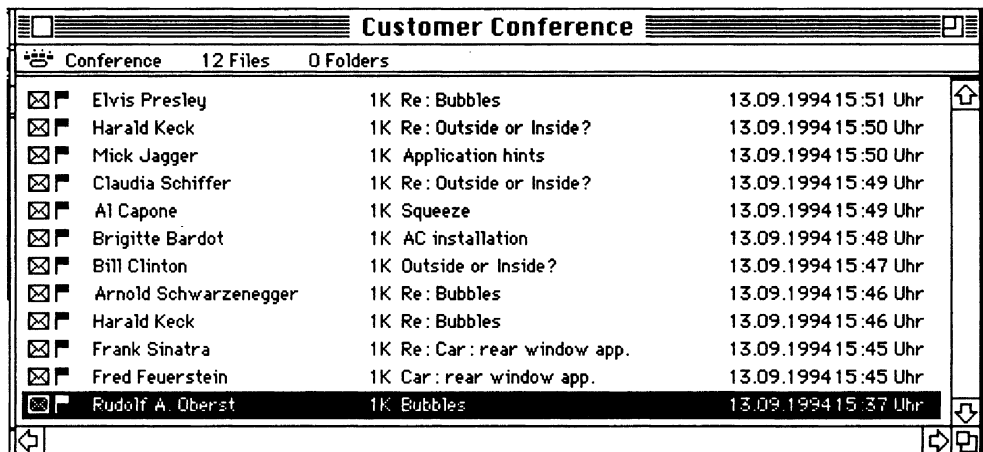 Customer Conference
Conference 12 Files 0 Folders
Elvis Presley 1K Re: Bubbles 13.09.1994 15:51 Uhr
Harald Keck 1K Re: Outside or Inside? 13.09.1994 15:50 Uhr
Mick Jagger 1K Application hints 13.09.1994 15:50 Uhr
Claudia Schiffer 1K Re: Outside or Inside? 13.09.1994 15:49 Uhr
Al Capone 1K Squeeze 13.09.1994 15:49 Uhr
Brigitte Bardot 1K AC installation 13.09.1994 15:48 Uhr
Bill Clinton 1K Outside or Inside? 13.09.1994 15:47 Uhr
Arnold Schwarzenegger 1K Re: Bubbles 13.09.1994 15:46 Uhr
Harald Keck 1K Re: Bubbles 13.09.1994 15:46 Uhr
Frank Sinatra 1K Re: Car: rear window app. 13.09.1994 15:45 Uhr
Fred Feuerstein 1K Car: rear window app. 13.09.1994 15:45 Uhr
Rudolf A. Oberst 1K Bubbles 13.09.1994 15:37 Uhr